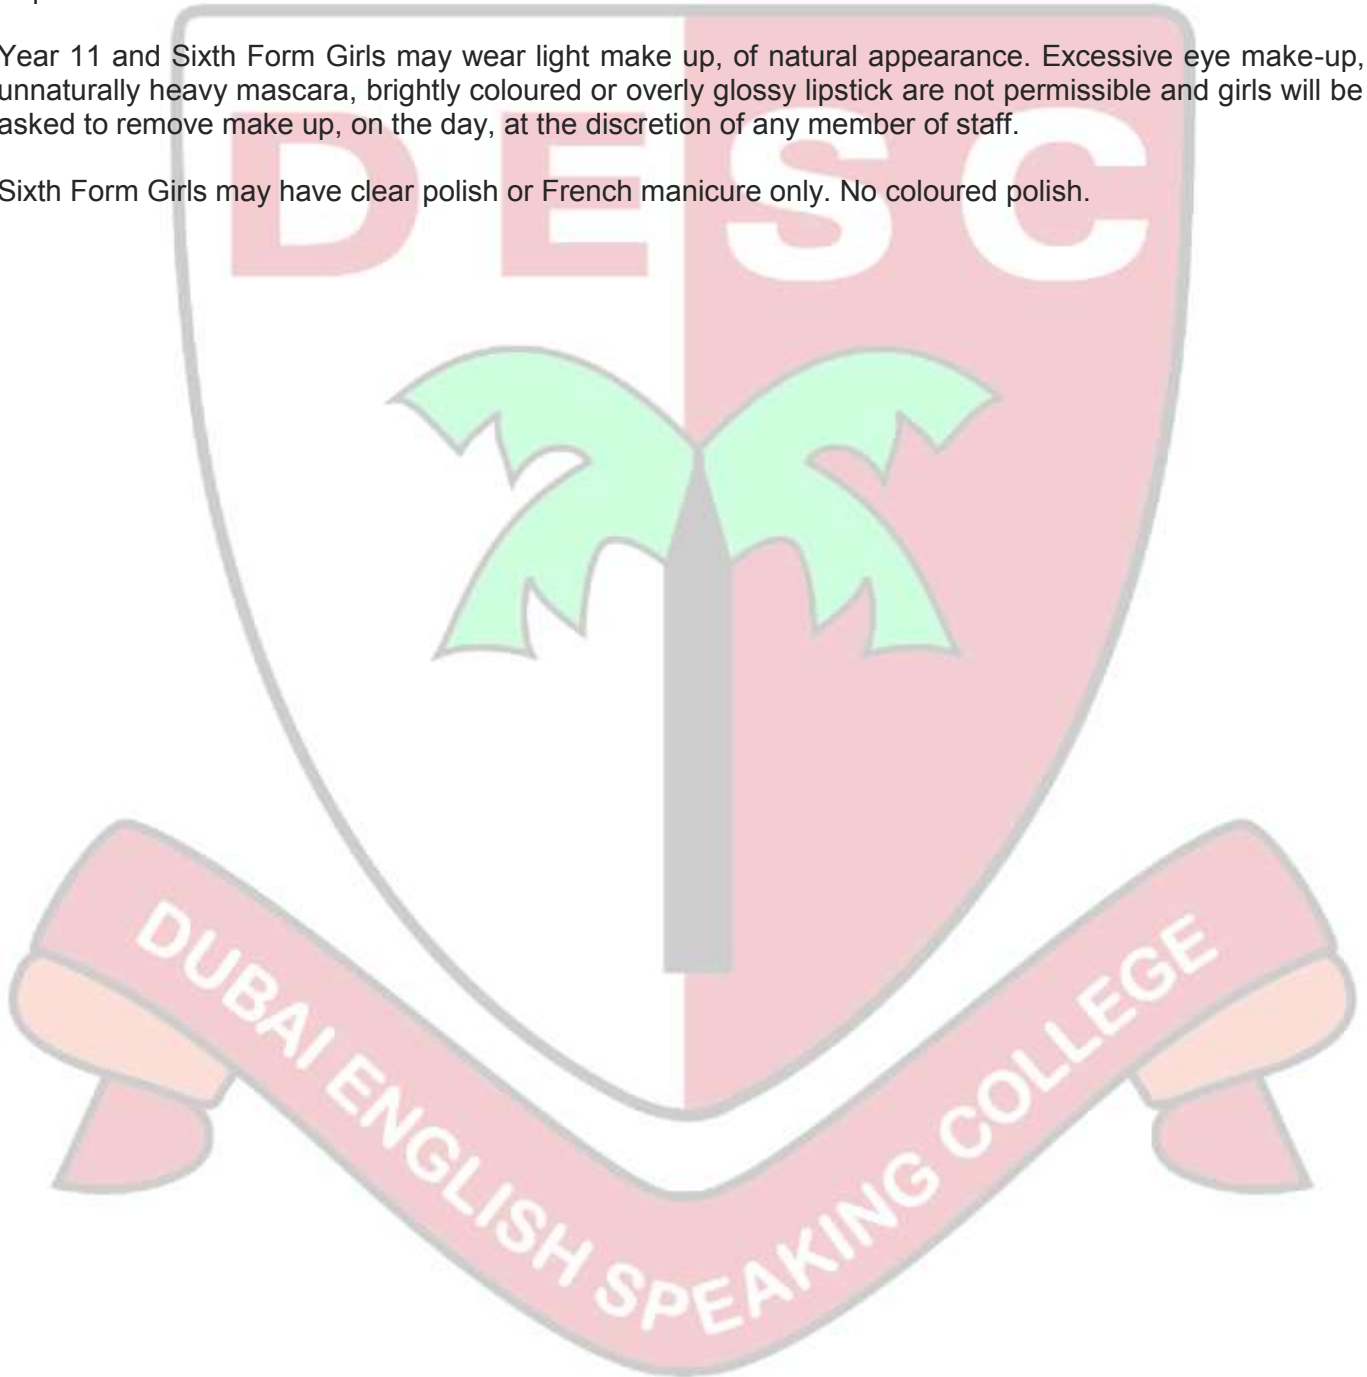 Year 11 and Sixth Form Girls may wear light make up, of natural appearance. Excessive eye make-up,
unnaturally heavy mascara, brightly coloured or overly glossy lipstick are not permissible and girls will be
asked to remove make up, on the day, at the discretion of any member of staff.
Sixth Form Girls may have clear polish or French manicure only. No coloured polish.
DESC
DUBAI ENGLISH SPEAKING COLLEGE